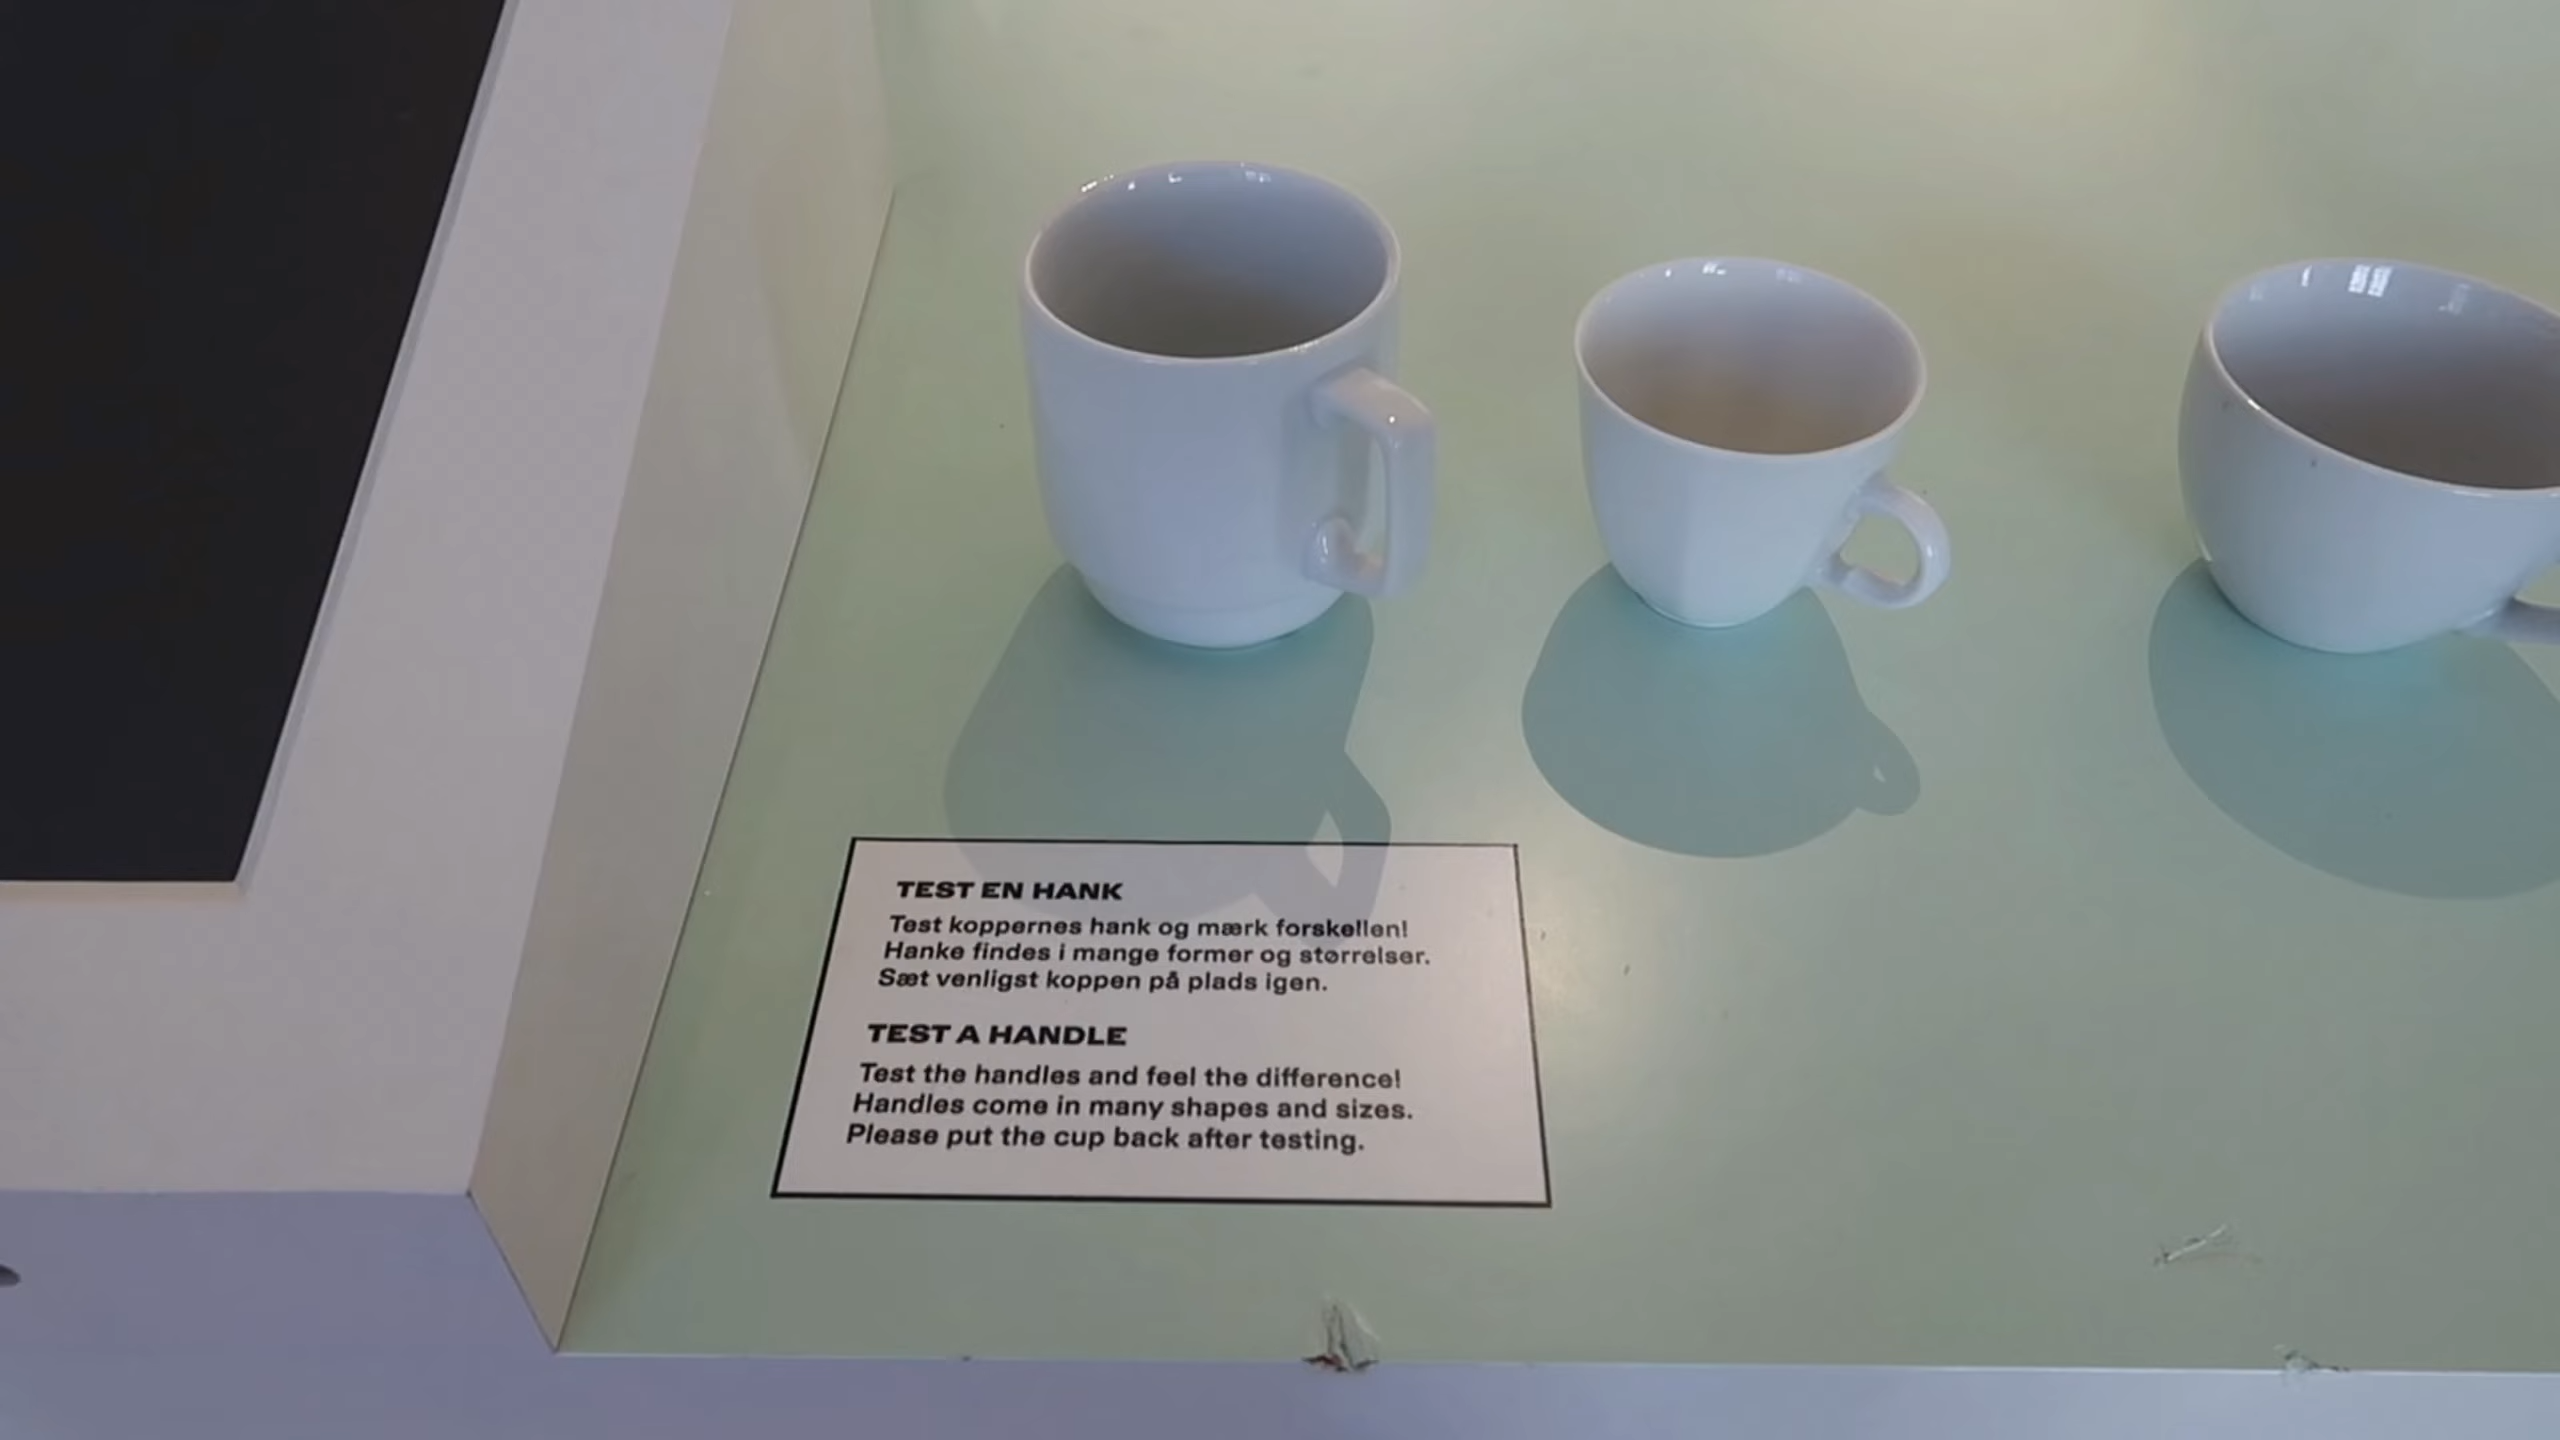 TEST EN HANK
Test koppernes hank og mærk forskellen!
Hanke findes i mange former og størrelser.
Sæt venligst koppen på plads igen.
TEST A HANDLE
Test the handles and feel the difference!
Handles come in many shapes and sizes.
Please put the cup back after testing.